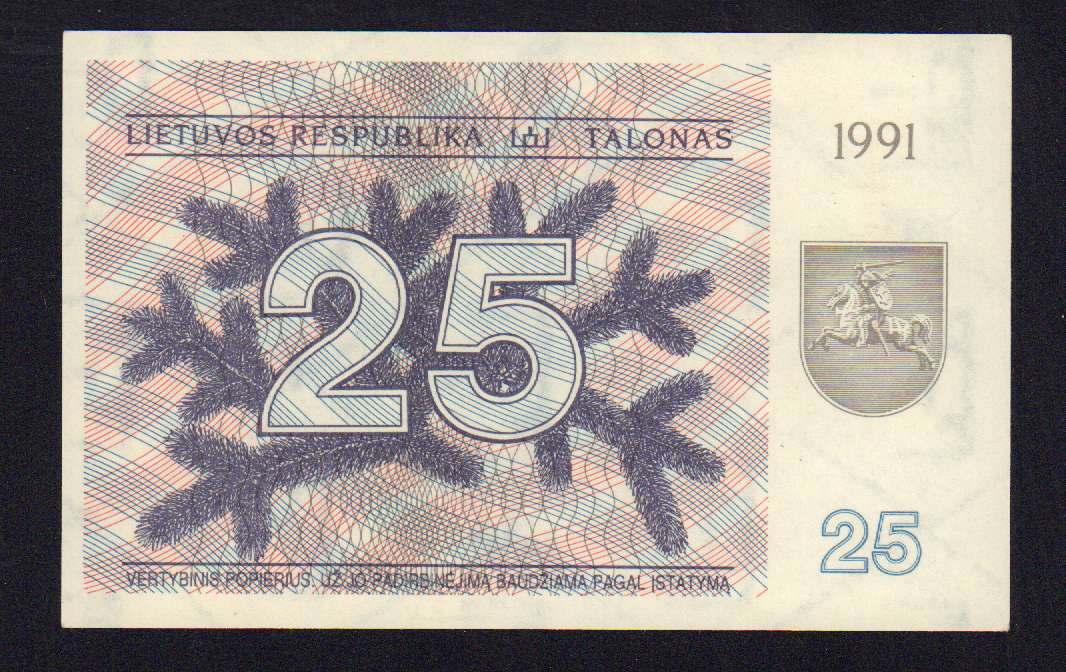 LIETUVOS RESPUBLIKA TALONAS
1991
25
25
VERTYBINIS POPIERIUS. UŽ JO PADIRBINĖJIMĄ BAUDŽIAMA PAGAL ĮSTATYMĄ